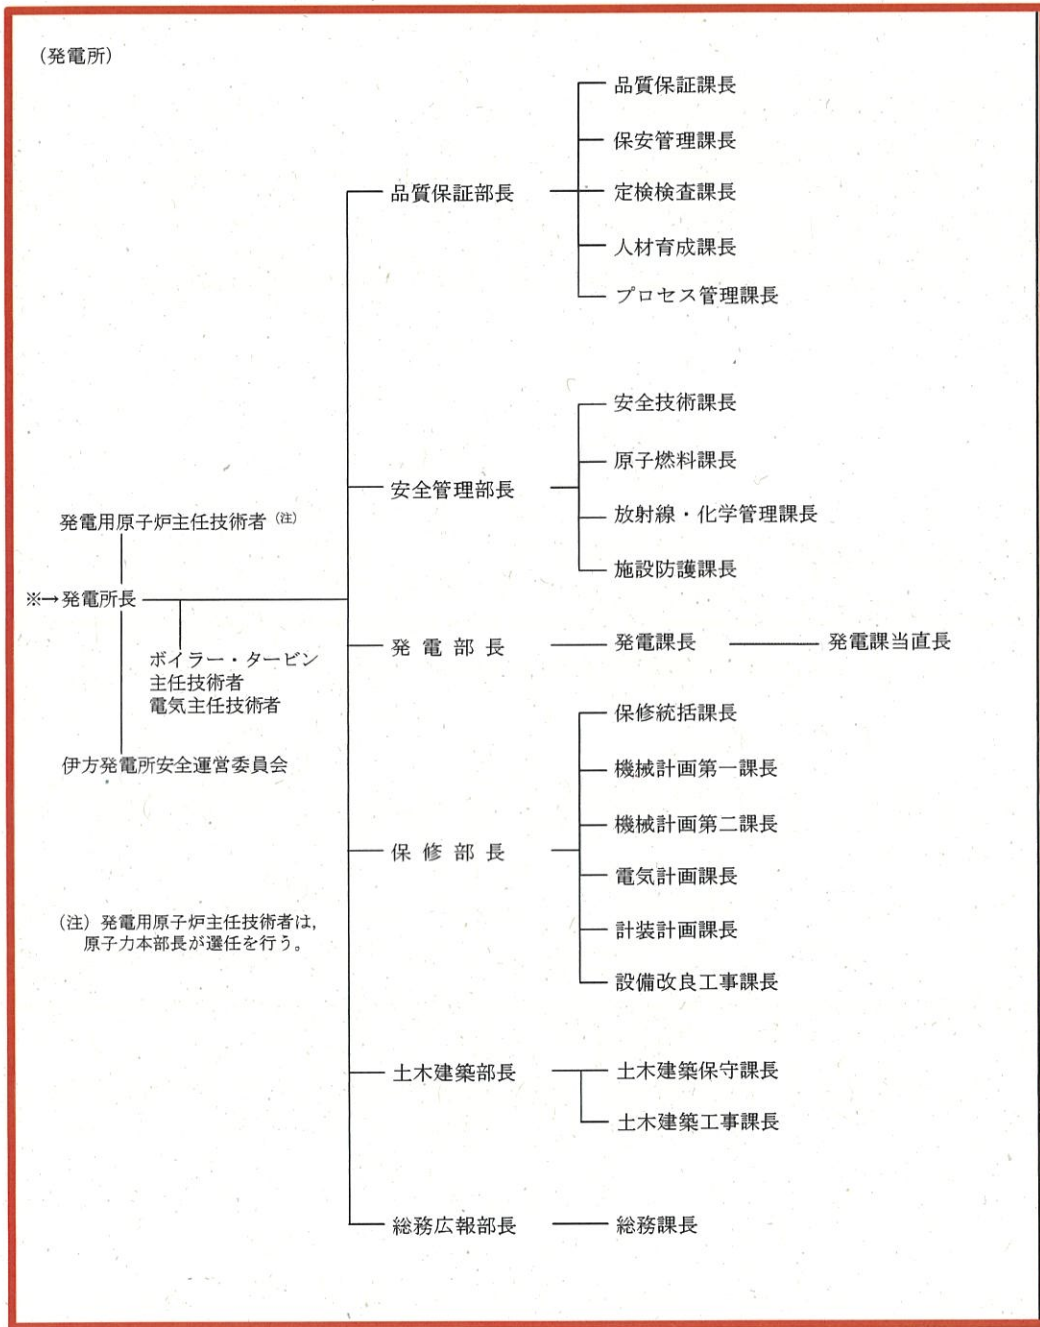 (発電所)
品質保証課長
保安管理課長
品質保証部長
定検検査課長
人材育成課長
プロセス管理課長
安全技術課長
原子燃料課長
安全管理部長
放射線・化学管理課長
施設防護課長
発電用原子炉主任技術者 (注)
※→発電所長
ボイラー・タービン
主任技術者
電気主任技術者
伊方発電所安全運営委員会
発電部長
発電課長
発電課当直長
保修統括課長
機械計画第一課長
機械計画第二課長
保修部長
電気計画課長
計装計画課長
設備改良工事課長
(注) 発電用原子炉主任技術者は,
原子力本部長が選任を行う。
土木建築部長
土木建築保守課長
土木建築工事課長
総務広報部長
総務課長